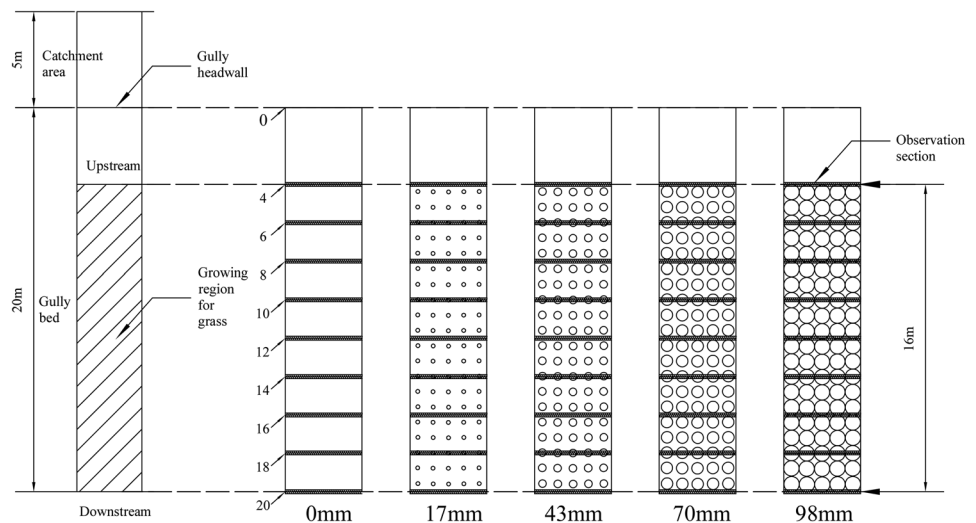 5m
Catchment
area
Gully
headwall
0
Upstream
Observation
section
4
6
8
10
12
14
16
18
20
20m
Gully
bed
Growing
region
for
grass
16m
Downstream
0mm
17mm
43mm
70mm
98mm